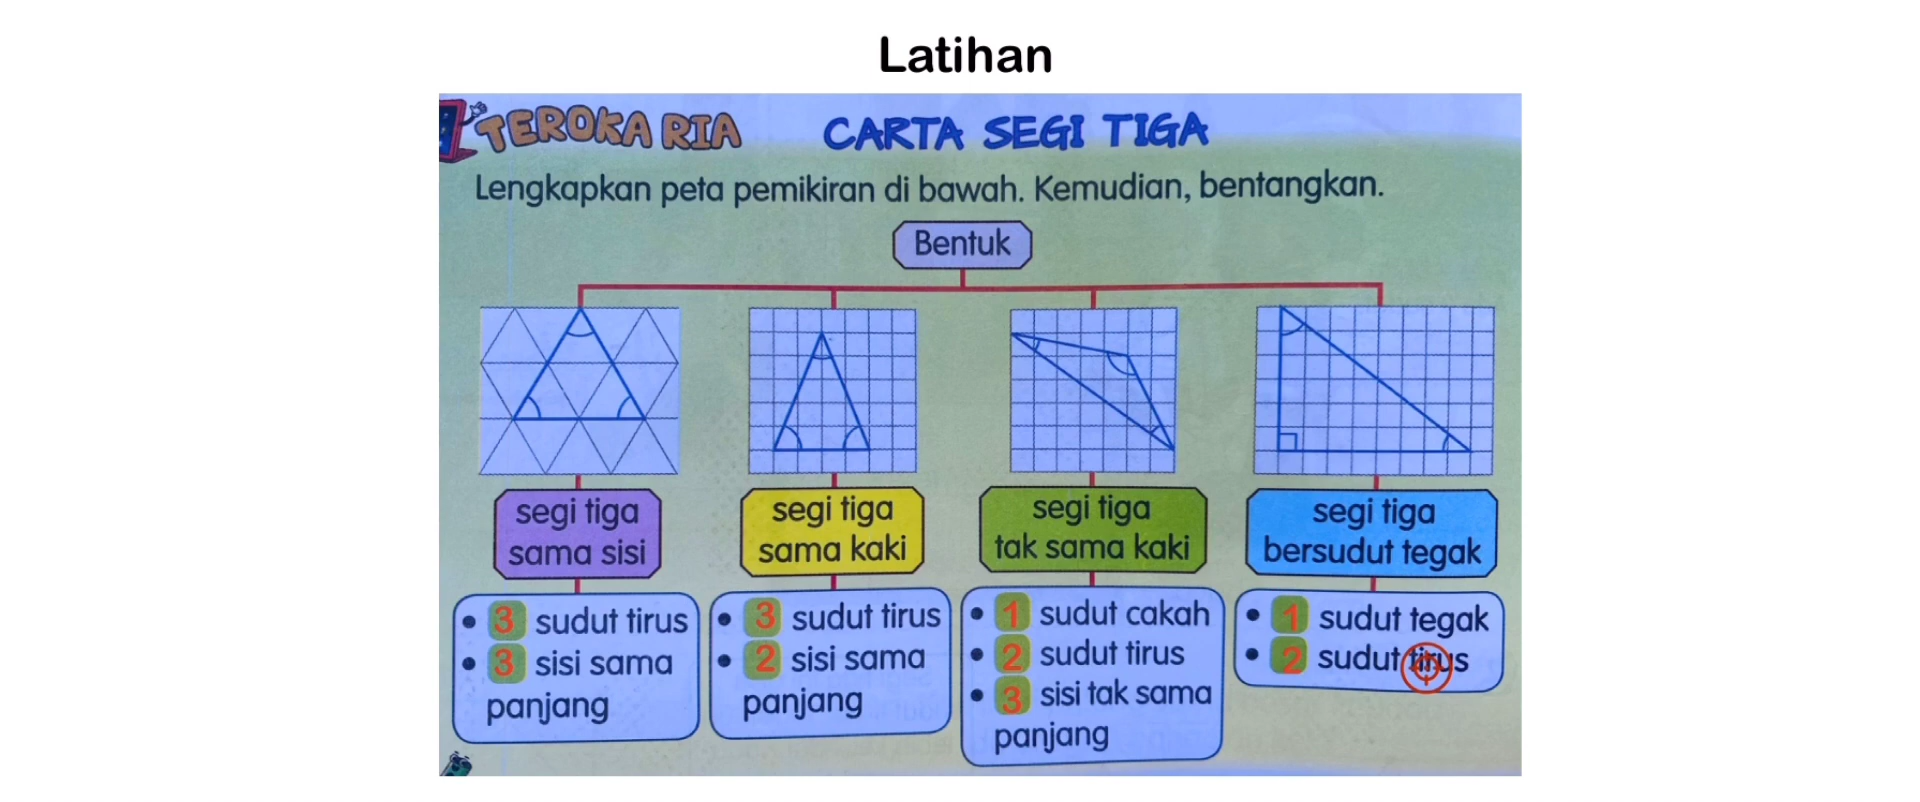 Latihan
TEROKA RIA CARTA SEGI TIGA
Lengkapkan peta pemikiran di bawah. Kemudian, bentangkan.
Bentuk
segi tiga
sama sisi
• 3 sudut tirus
• 3 sisi sama
panjang
segi tiga
sama kaki
• 3 sudut tirus
• 2 sisi sama
panjang
segi tiga
tak sama kaki
• 1 sudut cakah
• 2 sudut tirus
• 3 sisi tak sama
panjang
segi tiga
bersudut tegak
• 1 sudut tegak
• 2 sudut tirus